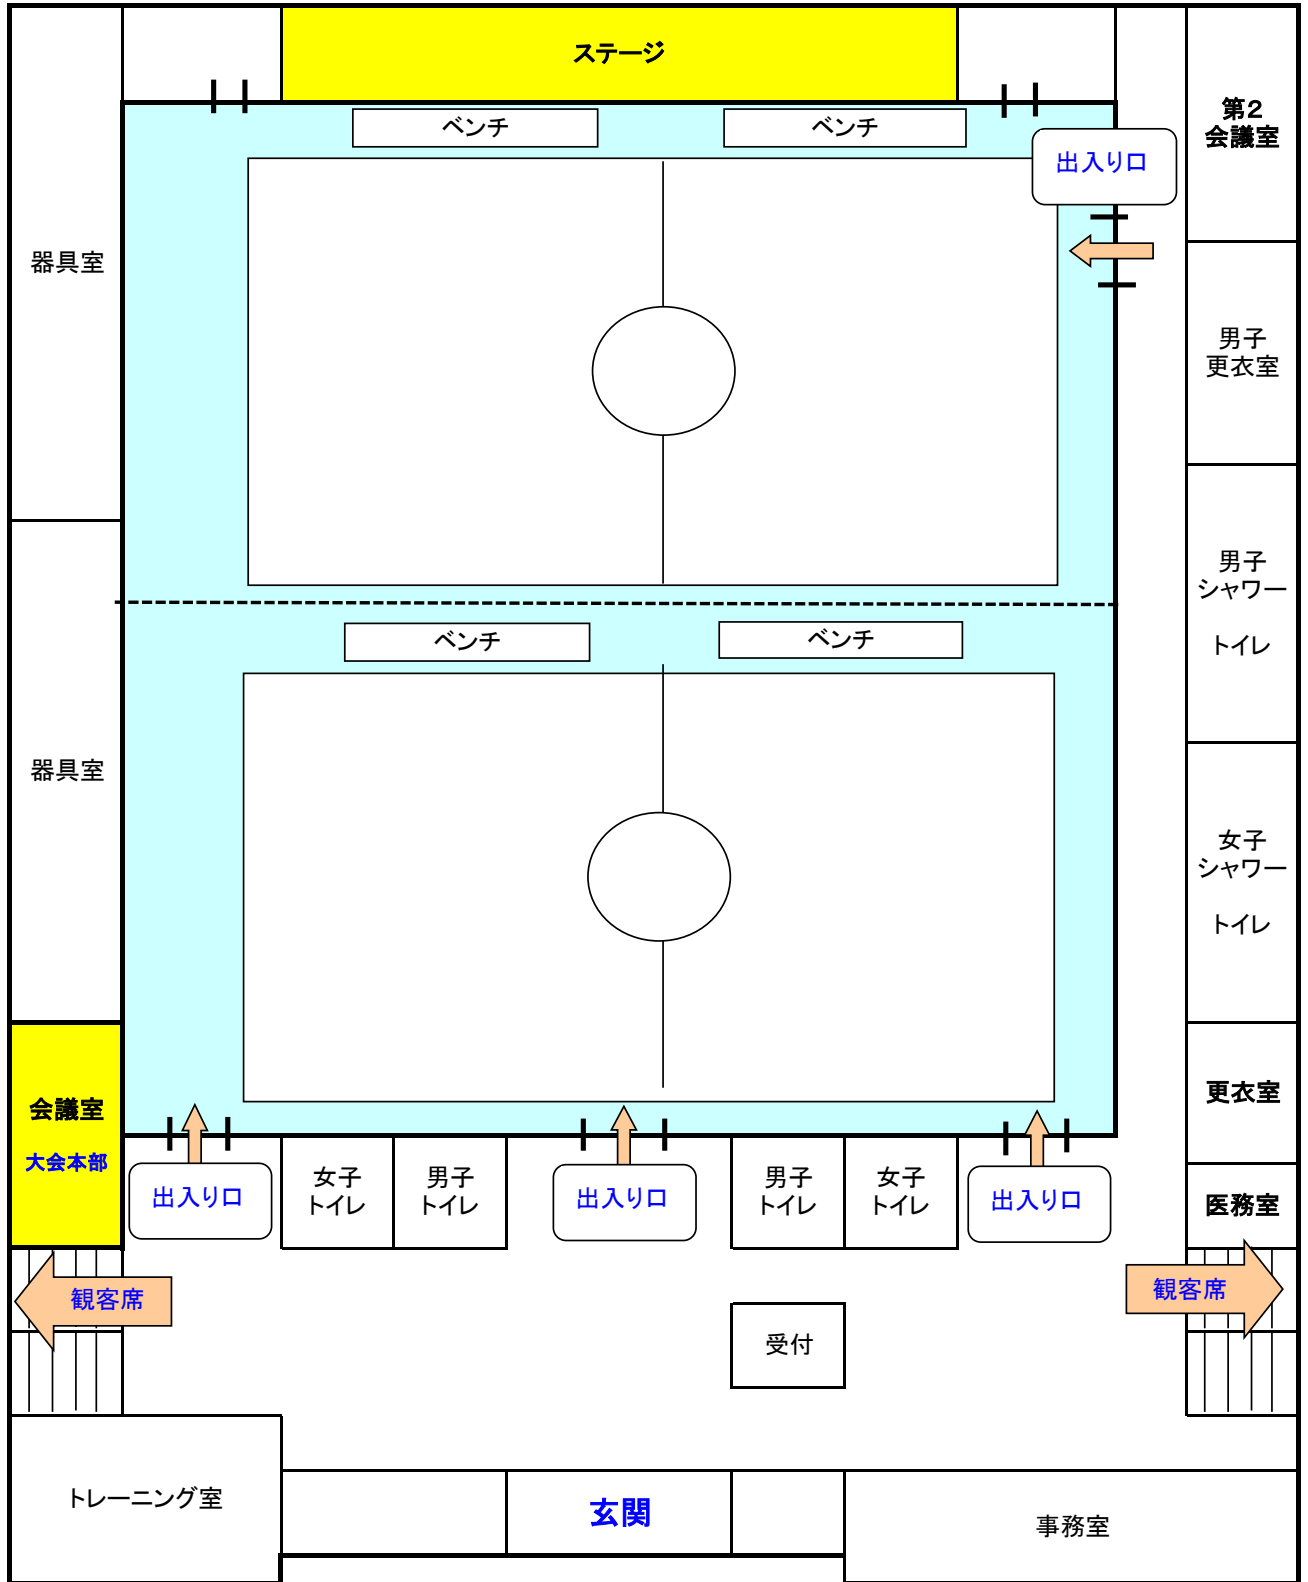 ステージ
ベンチ
ベンチ
第2
会議室
出入り口
器具室
男子
更衣室
男子
シャワー
トイレ
ベンチ
ベンチ
器具室
女子
シャワー
トイレ
会議室
大会本部
更衣室
出入り口
女子
トイレ
男子
トイレ
出入り口
男子
トイレ
女子
トイレ
出入り口
医務室
観客席
観客席
受付
トレーニング室
玄関
事務室